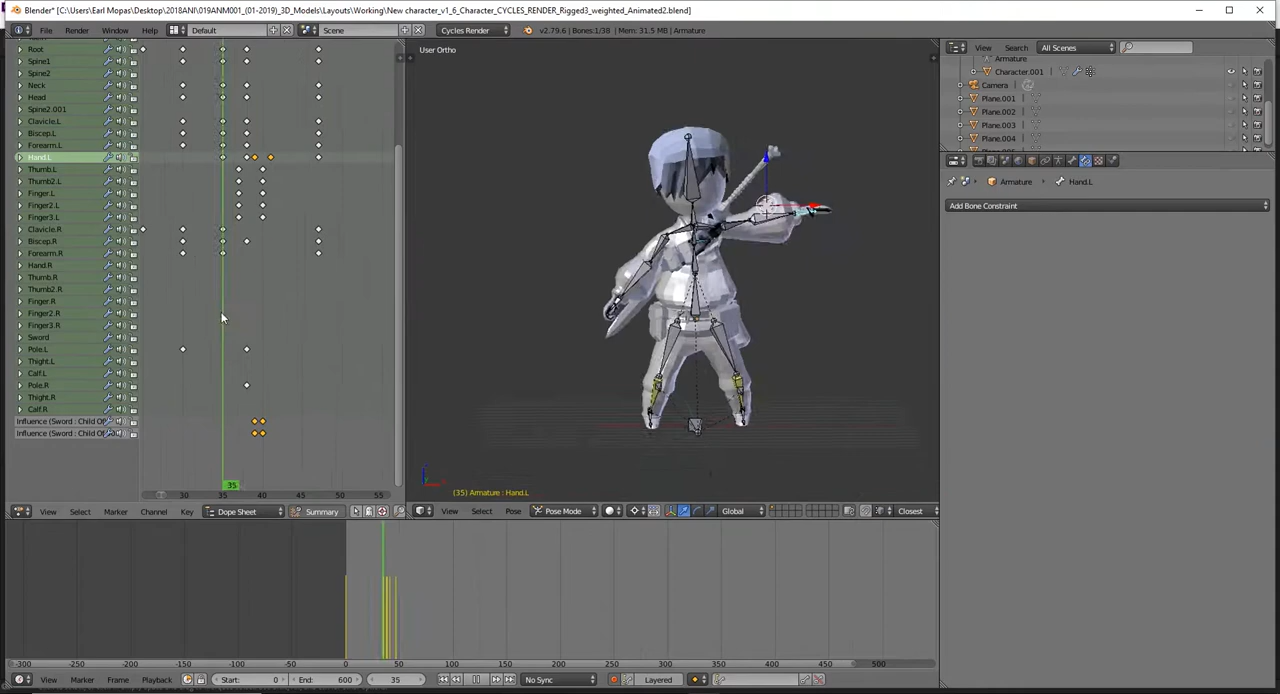 Blender* [C:\Users\Earl Mopas\Desktop\2018ANI\019ANM001_(01-2019)_3D_Models\Layouts\Working\New character_v1_6_Character_CYCLES_RENDER_Rigged3_weighted_Animated2.blend]
File Render Window Help Default Scene Cycles Render v2.79.6 | Bones:1/38 | Mem: 31.5 MB | Armature View Search All Scenes
User Ortho
Armature
Character.001
Camera
Plane.001
Plane.002
Plane.003
Armature Hand.L
Add Bone Constraint
Root
Spine1
Spine2
Neck
Head
Spine2.001
Clavicle.L
Biscep.L
Forearm.L
Hand.L
Thumb.L
Thumb2.L
Finger.L
Finger2.L
Finger3.L
Clavicle.R
Biscep.R
Forearm.R
Hand.R
Thumb.R
Thumb2.R
Finger.R
Finger2.R
Finger3.R
Sword
Pole.L
Thight.L
Calf.L
Pole.R
Thight.R
Calf.R
Influence (Sword : Child Of
Influence (Sword : Child Of
35
30 35 40 45 50 55
(35) Armature : Hand.L
View Select Marker Channel Key Dope Sheet Summary View Select Pose Pose Mode Global Closest
-300 -250 -200 -150 -100 -50 0 50 100 150 200 250 300 350 400 450 500
View Marker Frame Playback Start: 0 End: 600 35 No Sync Layered